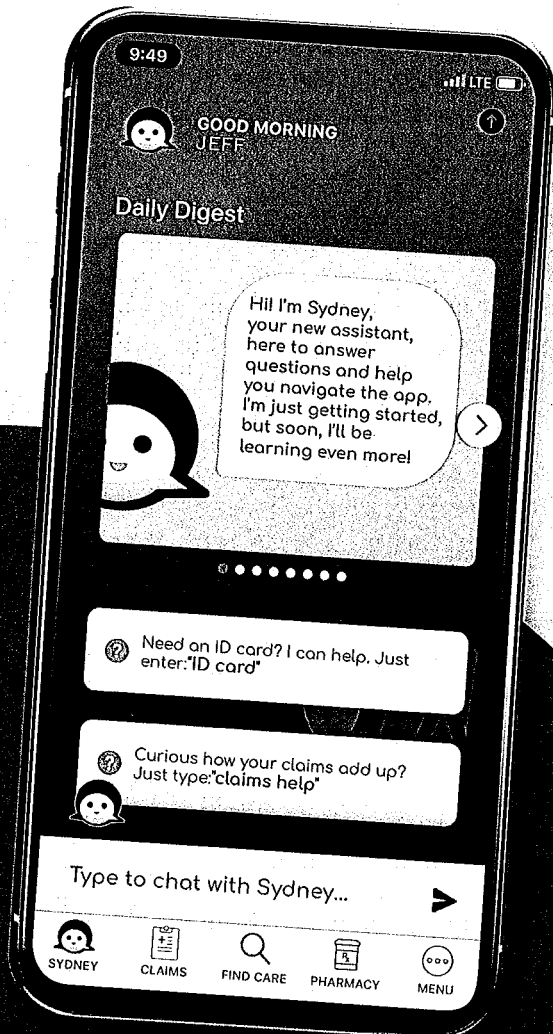 9:49
LTE
GOOD MORNING
JEFF
Daily Digest
Hi! I'm Sydney,
your new assistant,
here to answer
questions and help
you navigate the app.
I'm just getting started,
but soon, I'll be
learning even more!
Need an ID card? I can help. Just
enter:"ID card"
Curious how your claims add up?
Just type:"claims help"
Type to chat with Sydney...
SYDNEY
CLAIMS
FIND CARE
Rx
PHARMACY
MENU